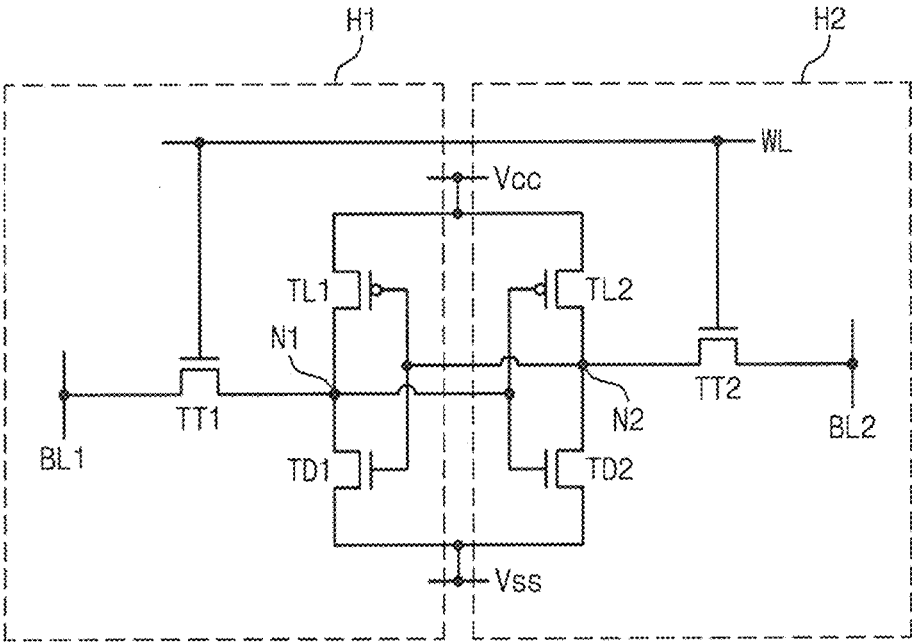 H1
H2
WL
Vcc
TL1
TL2
N1
TT1
TT2
N2
BL1
BL2
TD1
TD2
Vss